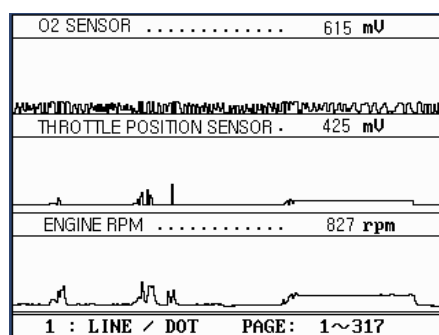 O2 SENSOR ............. 615 mV
THROTTLE POSITION SENSOR . 425 mV
ENGINE RPM ............ 827 rpm
1 : LINE / DOT PAGE: 1~317